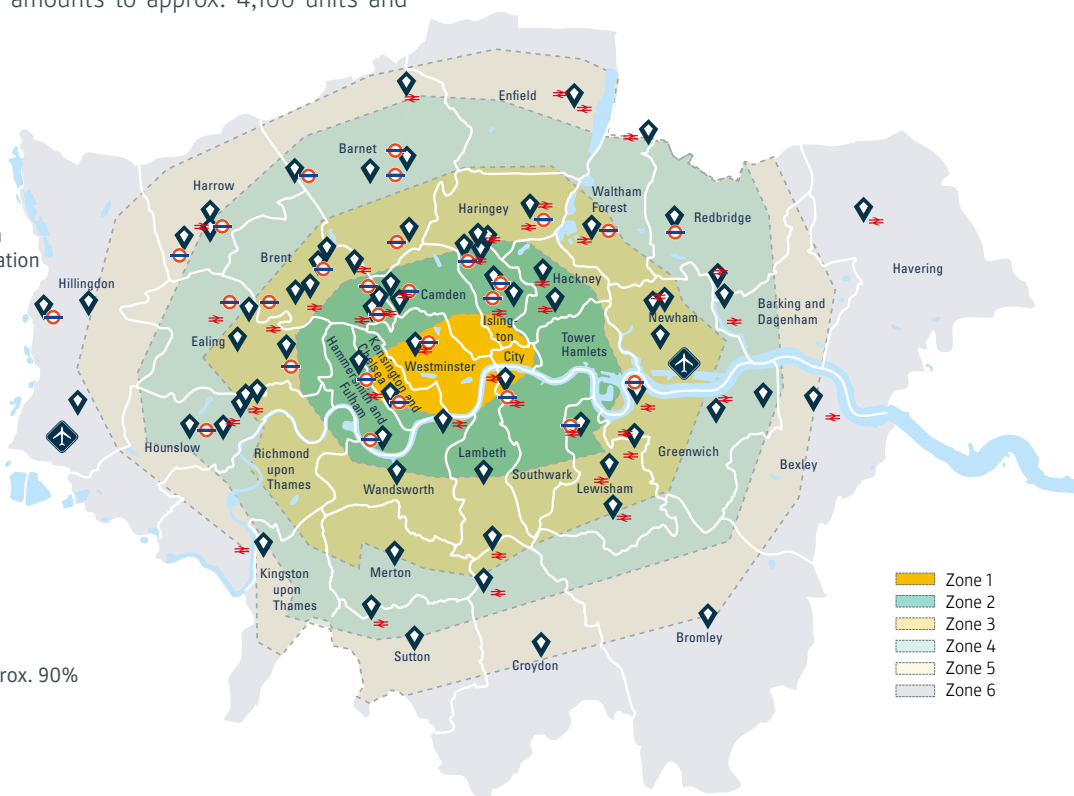 amounts to approx. 4,100 units and
Enfield
Barnet
Harrow
Waltham
Forest
Haringey
Redbridge
ation
Brent
Havering
Hillingdon
Hackney
Camden
Barking and
Dagenham
Newham
Isling-
ton
Ealing
Tower
Hamlets
City
Westminster
Kensington and
Chelsea
Hammersmith and
Fulham
Hounslow
Richmond
upon
Thames
Lambeth
Greenwich
Southwark
Bexley
Wandsworth
Lewisham
Merton
Kingston
upon
Thames
Zone 1
Zone 2
Zone 3
Zone 4
Zone 5
Zone 6
Bromley
Sutton
Croydon
rox. 90%